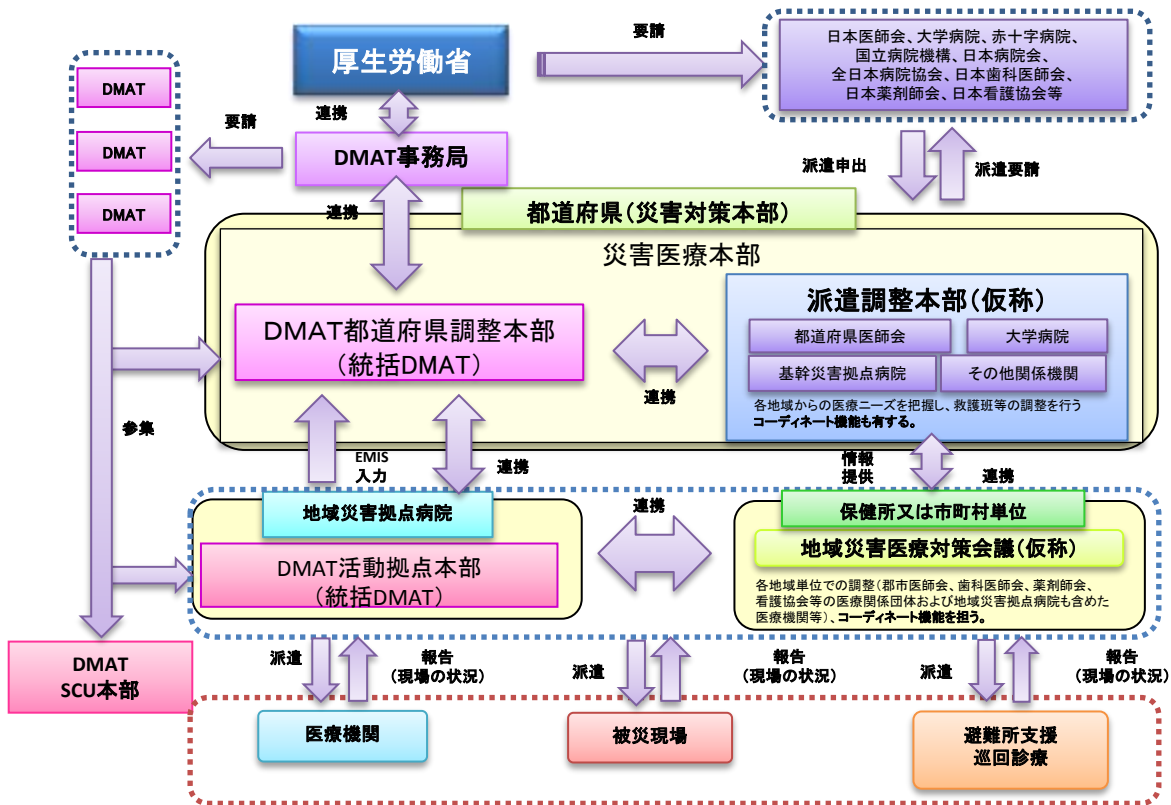 厚生労働省
要請
日本医師会、大学病院、赤十字病院、
国立病院機構、日本病院会、
全日本病院協会、日本歯科医師会、
日本薬剤師会、日本看護協会等
DMAT
DMAT
DMAT
要請
連携
DMAT事務局
連携
派遣申出
派遣要請
都道府県(災害対策本部)
災害医療本部
DMAT都道府県調整本部
(統括DMAT)
連携
派遣調整本部(仮称)
都道府県医師会
大学病院
基幹災害拠点病院
その他関係機関
各地域からの医療ニーズを把握し、救護班等の調整を行う
コーディネート機能も有する。
参集
EMIS
入力
連携
情報
提供
連携
地域災害拠点病院
DMAT活動拠点本部
(統括DMAT)
連携
保健所又は市町村単位
地域災害医療対策会議(仮称)
各地域単位での調整(郡市医師会、歯科医師会、薬剤師会、
看護協会等の医療関係団体および地域災害拠点病院も含めた
医療機関等)、コーディネート機能を担う。
DMAT
SCU本部
派遣
報告
(現場の状況)
派遣
報告
(現場の状況)
派遣
報告
(現場の状況)
医療機関
被災現場
避難所支援
巡回診療